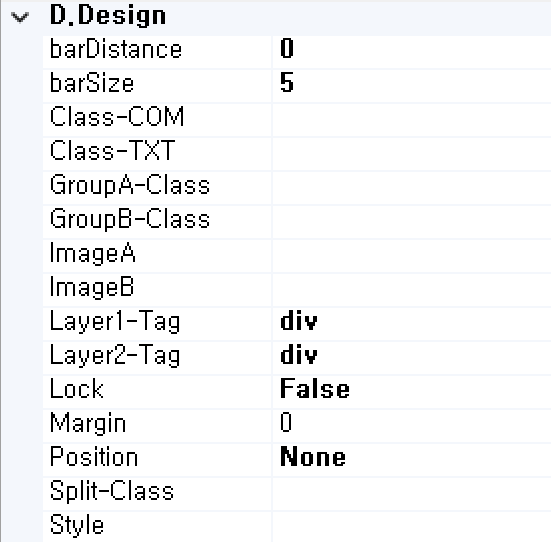 D.Design
barDistance 0
barSize 5
Class-COM
Class-TXT
GroupA-Class
GroupB-Class
ImageA
ImageB
Layer1-Tag div
Layer2-Tag div
Lock False
Margin 0
Position None
Split-Class
Style